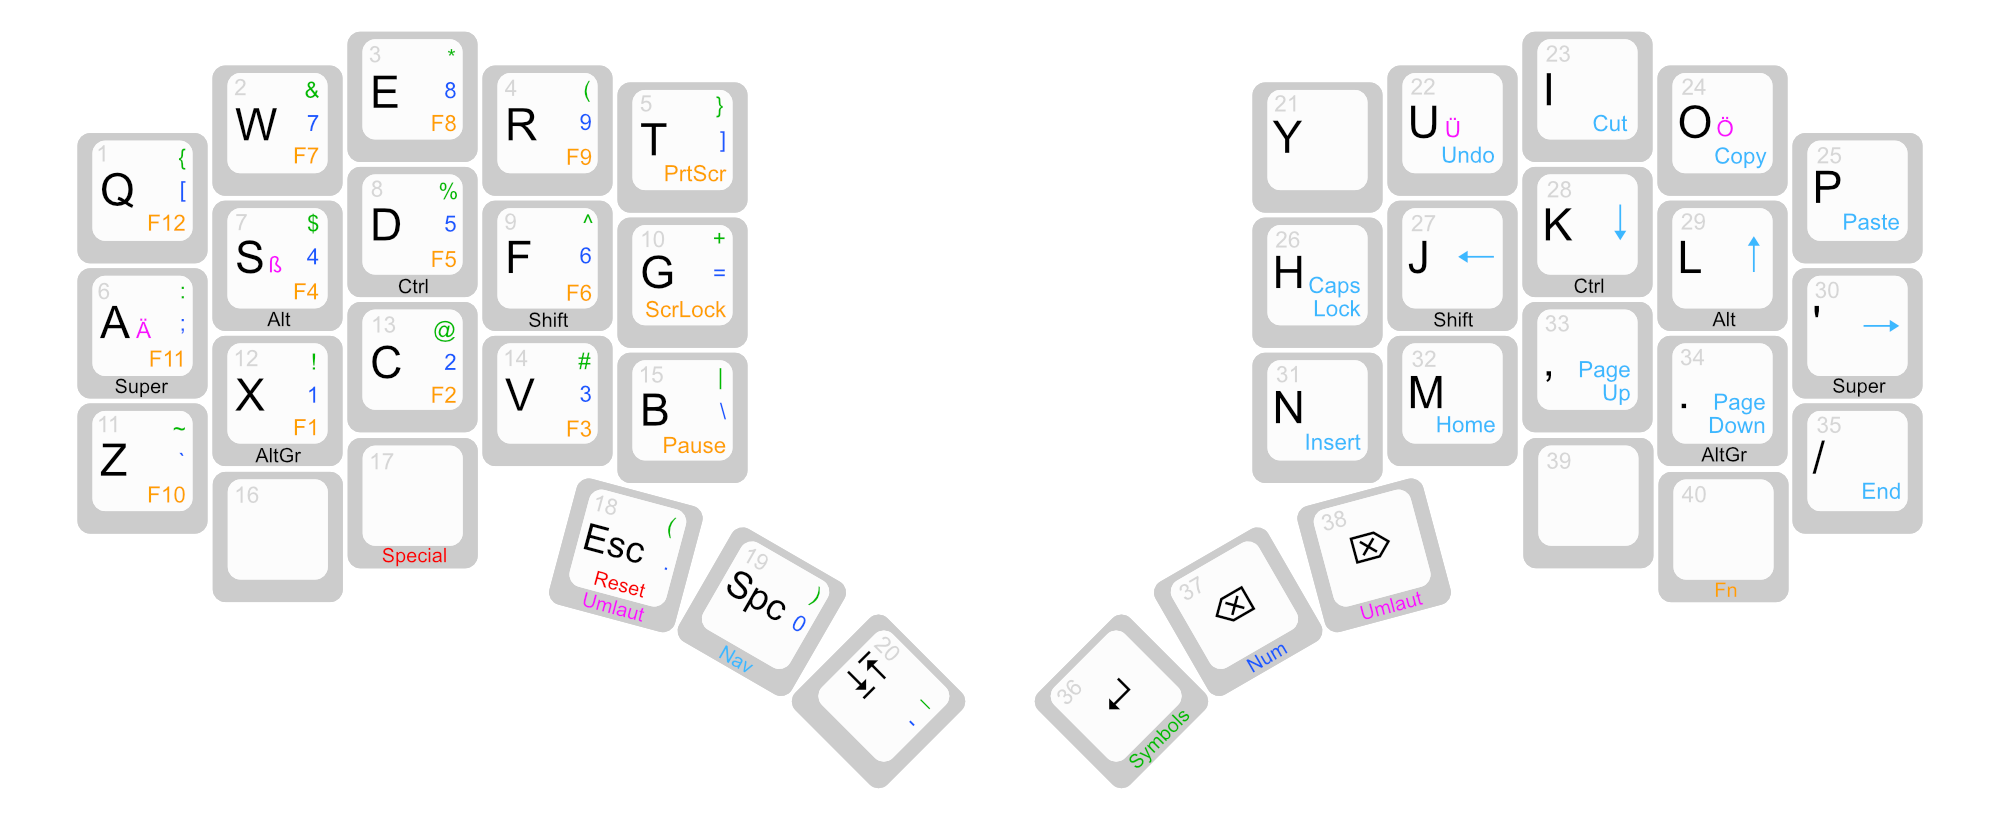 1
{
Q
[
F12
2
&
W
7
F7
3
*
E
8
F8
4
(
R
9
F9
5
}
T
]
PrtScr
6
:
A Ä
;
F11
Super
7
$
S ß
4
F4
Alt
8
%
D
5
F5
Ctrl
9
^
F
6
F6
Shift
10
+
G
=
ScrLock
11
~
Z
`
F10
12
!
X
1
F1
AltGr
13
@
C
2
F2
14
#
V
3
F3
15
|
B
\
Pause
16
17
Special
18
(
Esc
.
Reset
Umlaut
19
)
Spc
0
Nav
20
21
Y
22
U Ü
Undo
23
I
Cut
24
O Ö
Copy
25
P
Paste
26
H Caps
Lock
27
J ←
Shift
28
K ↓
Ctrl
29
L ↑
Alt
30
' →
Super
31
N
Insert
32
M
Home
33
, Page
Up
34
. Page
Down
AltGr
35
/
End
36
Symbols
37
Num
38
Umlaut
39
40
Fn